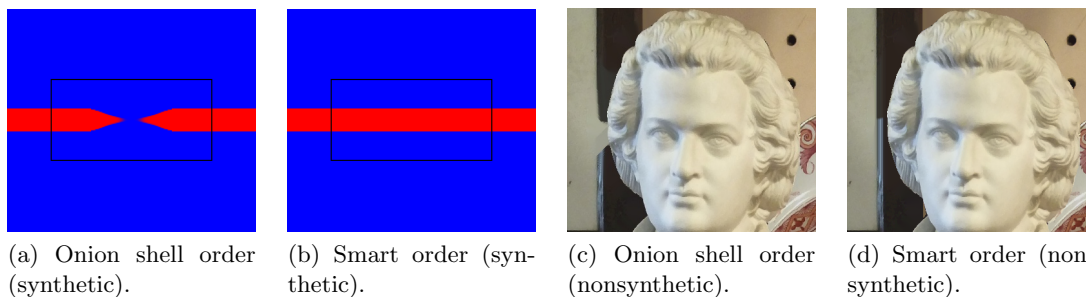 (a) Onion shell order
(synthetic).
(b) Smart order (syn-
thetic).
(c) Onion shell order
(nonsynthetic).
(d) Smart order (non
synthetic).